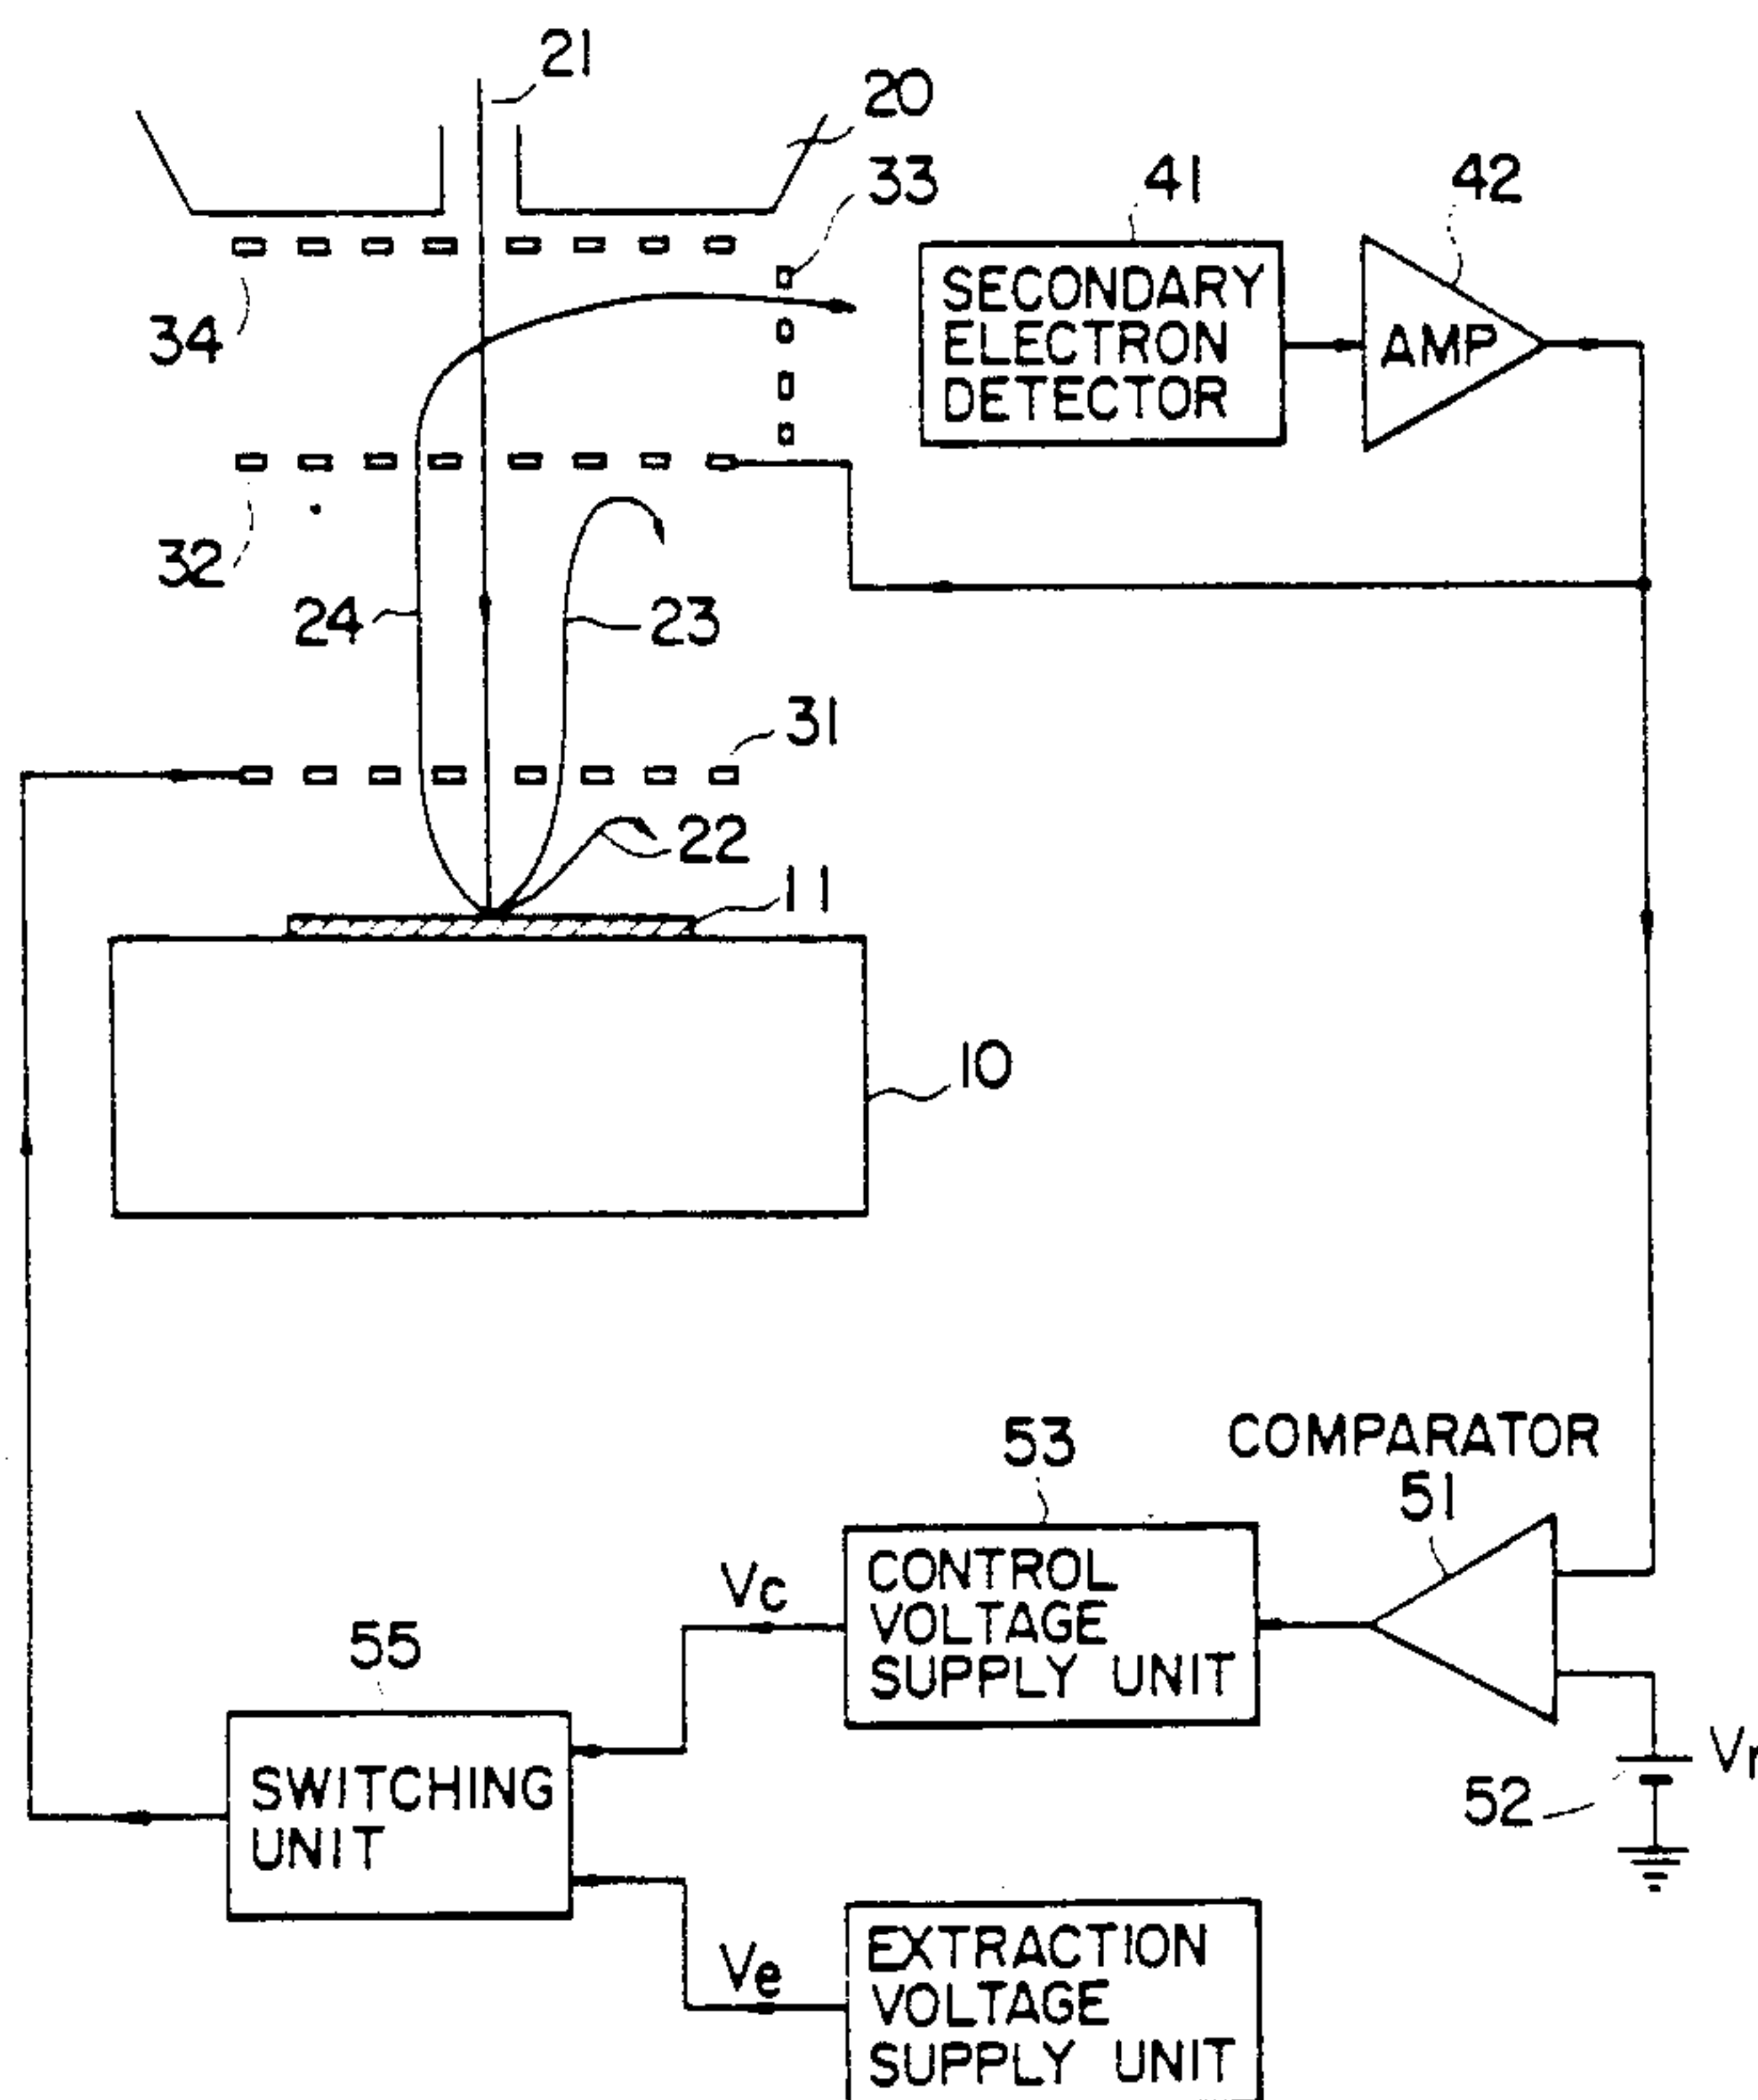 21
20
33
41
42
34
SECONDARY
ELECTRON
DETECTOR
AMP
32
24
23
31
22
11
10
COMPARATOR
51
53
CONTROL
VOLTAGE
SUPPLY UNIT
Vc
55
SWITCHING
UNIT
Vr
52
Ve
EXTRACTION
VOLTAGE
SUPPLY UNIT